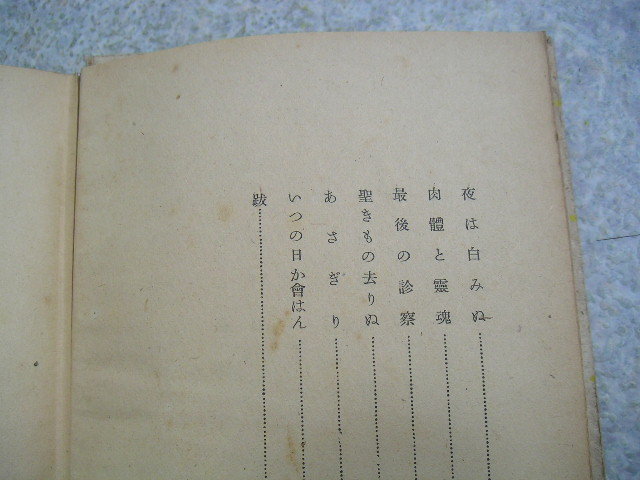 夜は白みぬ
肉體と靈魂
最後の診察
聖きもの去りぬ
あさぎり
いつの日か會はん
跋